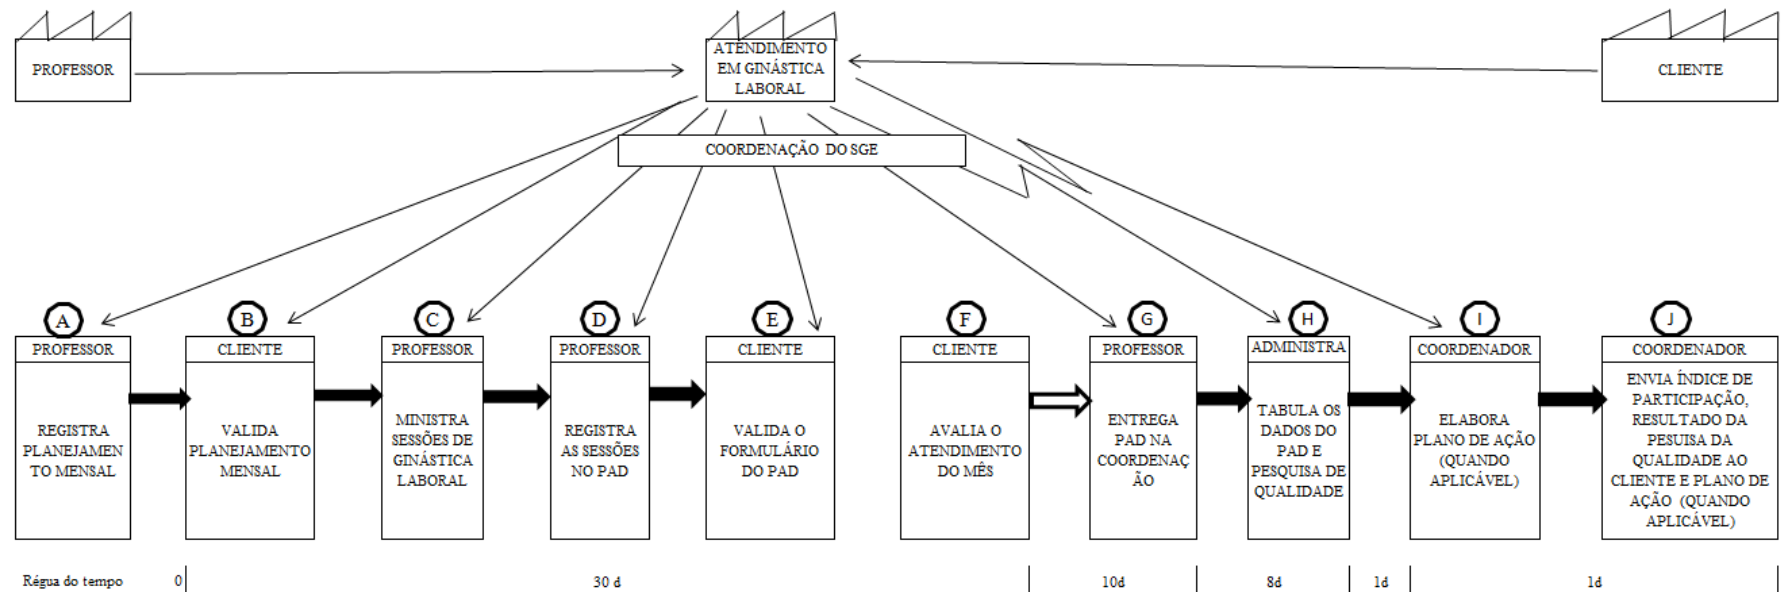 PROFESSOR
ATENDIMENTO
EM GINÁSTICA
LABORAL
CLIENTE
COORDENAÇÃO DO SGE
A
B
C
D
E
F
G
H
I
J
PROFESSOR
CLIENTE
PROFESSOR
PROFESSOR
CLIENTE
CLIENTE
PROFESSOR
ADMINISTRA
COORDENADOR
COORDENADOR
REGISTRA
PLANEJAMEN
TO MENSAL
VALIDA
PLANEJAMENTO
MENSAL
MINISTRA
SESSÕES DE
GINÁSTICA
LABORAL
REGISTRA
AS SESSÕES
NO PAD
VALIDA O
FORMULÁRIO
DO PAD
AVALIA O
ATENDIMENTO
DO MÊS
ENTREGA
PAD NA
COORDENAÇ
ÃO
TABULA OS
DADOS DO
PAD E
PESQUISA DE
QUALIDADE
ELABORA
PLANO DE AÇÃO
(QUANDO
APLICÁVEL)
ENVIA ÍNDICE DE
PARTICIPAÇÃO,
RESULTADO DA
PESUISA DA
QUALIDADE AO
CLIENTE E PLANO DE
AÇÃO (QUANDO
APLICÁVEL)
Régua do tempo
0
30 d
10d
8d
1d
1d